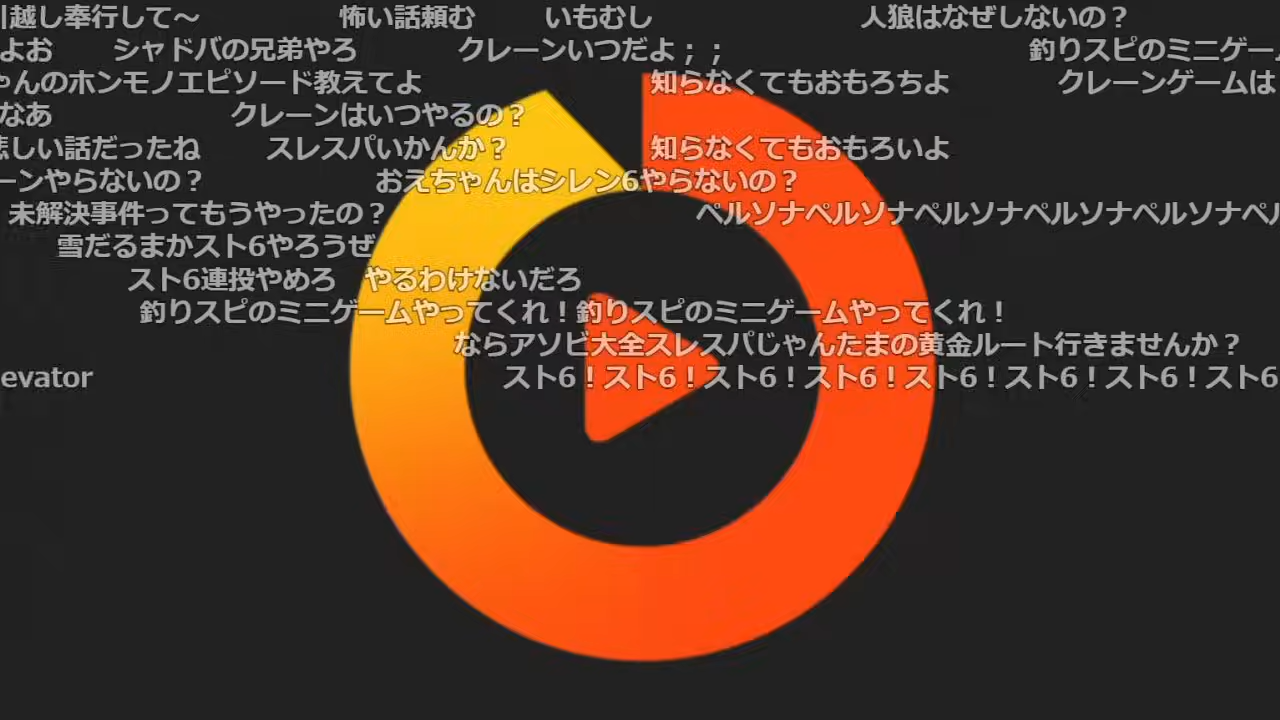 引越し奉行して～ 怖い話頼む いもむし 人狼はなぜしないの？
よお シャドバの兄弟やろ クレーンいつだよ；； 釣りスピのミニゲー
ゃんのホンモノエピソード教えてよ 知らなくてもおもろちよ クレーンゲームは
なあ クレーンはいつやるの？
悲しい話だったね スレスパいかんか？ 知らなくてもおもろいよ
ーンやらないの？ おえちゃんはシレン6やらないの？
未解決事件ってもうやったの？ ペルソナペルソナペルソナペルソナペルソナペル
雪だるまかスト6やろうぜ
スト6連投やめろ やるわけないだろ
釣りスピのミニゲームやってくれ！釣りスピのミニゲームやってくれ！
ならアソビ大全スレスパじゃんたまの黄金ルート行きませんか？
evator スト6！スト6！スト6！スト6！スト6！スト6！スト6！スト6